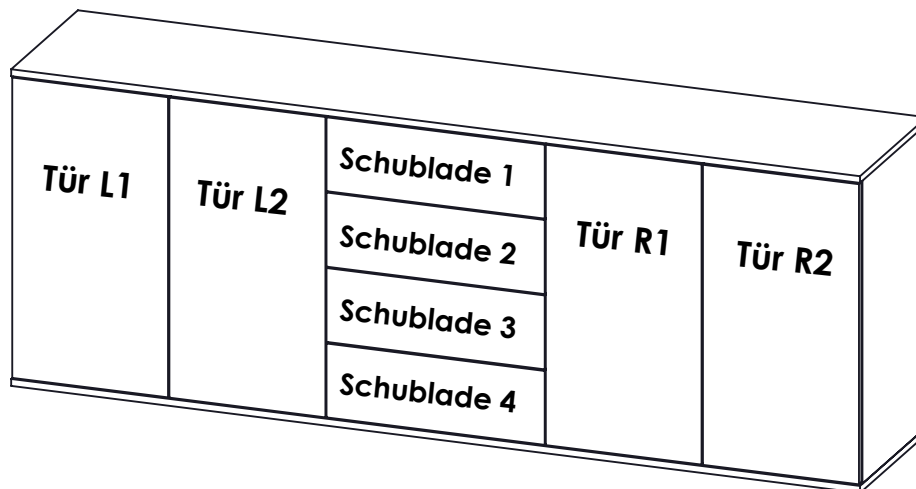 Tür L1
Tür L2
Schublade 1
Schublade 2
Schublade 3
Schublade 4
Tür R1
Tür R2